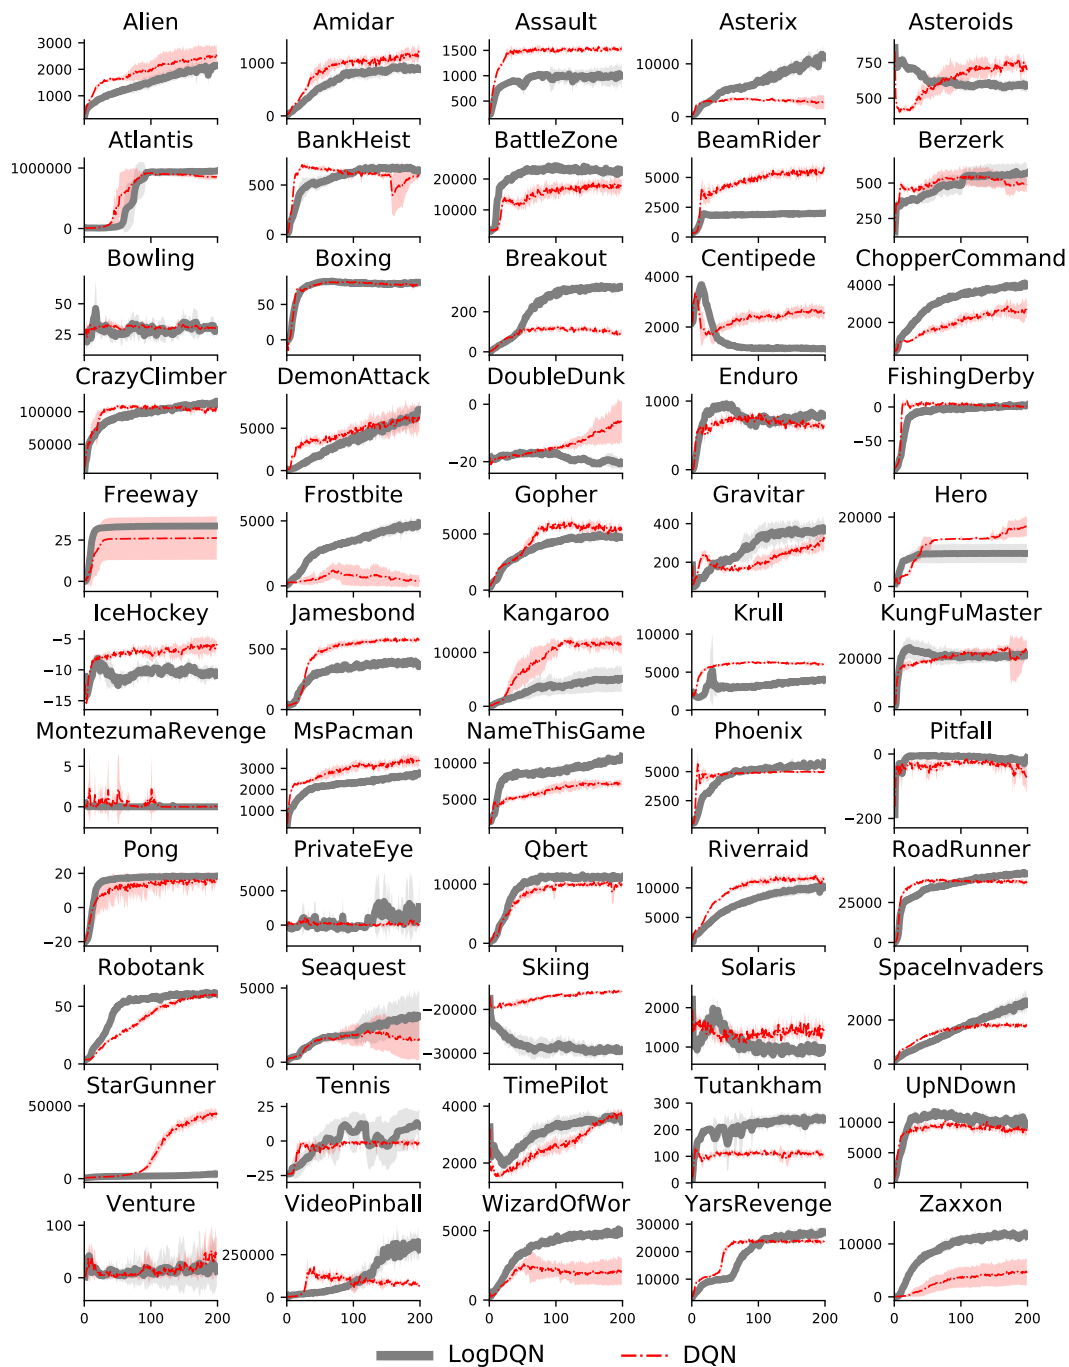 Alien Amidar Assault Asterix Asteroids
3000 2000 1000
1000 0
1500 1000 500
10000 5000 0
750 500
Atlantis BankHeist BattleZone BeamRider Berzerk
1000000 0
500 0
20000 10000
5000 2500 0
500 250
Bowling Boxing Breakout Centipede ChopperCommand
50 25
50 0
200 0
4000 2000
4000 2000
CrazyClimber DemonAttack DoubleDunk Enduro FishingDerby
100000 50000
5000 0
0 −20
1000 500 0
0 −50
Freeway Frostbite Gopher Gravitar Hero
25 0
5000 0
5000 0
400 200 0
20000 10000 0
IceHockey Jamesbond Kangaroo Krull KungFuMaster
−5 −10 −15
500 0
10000 5000 0
10000 5000 0
20000 0
MontezumaRevenge MsPacman NameThisGame Phoenix Pitfall
5 0
3000 2000 1000
10000 5000
5000 2500
0 −200
Pong PrivateEye Qbert Riverraid RoadRunner
20 0 −20
5000 0
10000 0
10000 5000
25000 0
Robotank Seaquest Skiing Solaris SpaceInvaders
50 0
5000 0
−20000 −30000
2000 1000
2000 0
StarGunner Tennis TimePilot Tutankham UpNDown
50000 0
25 0 −25
4000 2000
300 200 100 0
10000 5000 0
Venture VideoPinball WizardOfWor YarsRevenge Zaxxon
100 0
250000 0
5000 0
30000 20000 10000 0
10000 0
0 100 200 0 100 200 0 100 200 0 100 200 0 100 200
LogDQN DQN